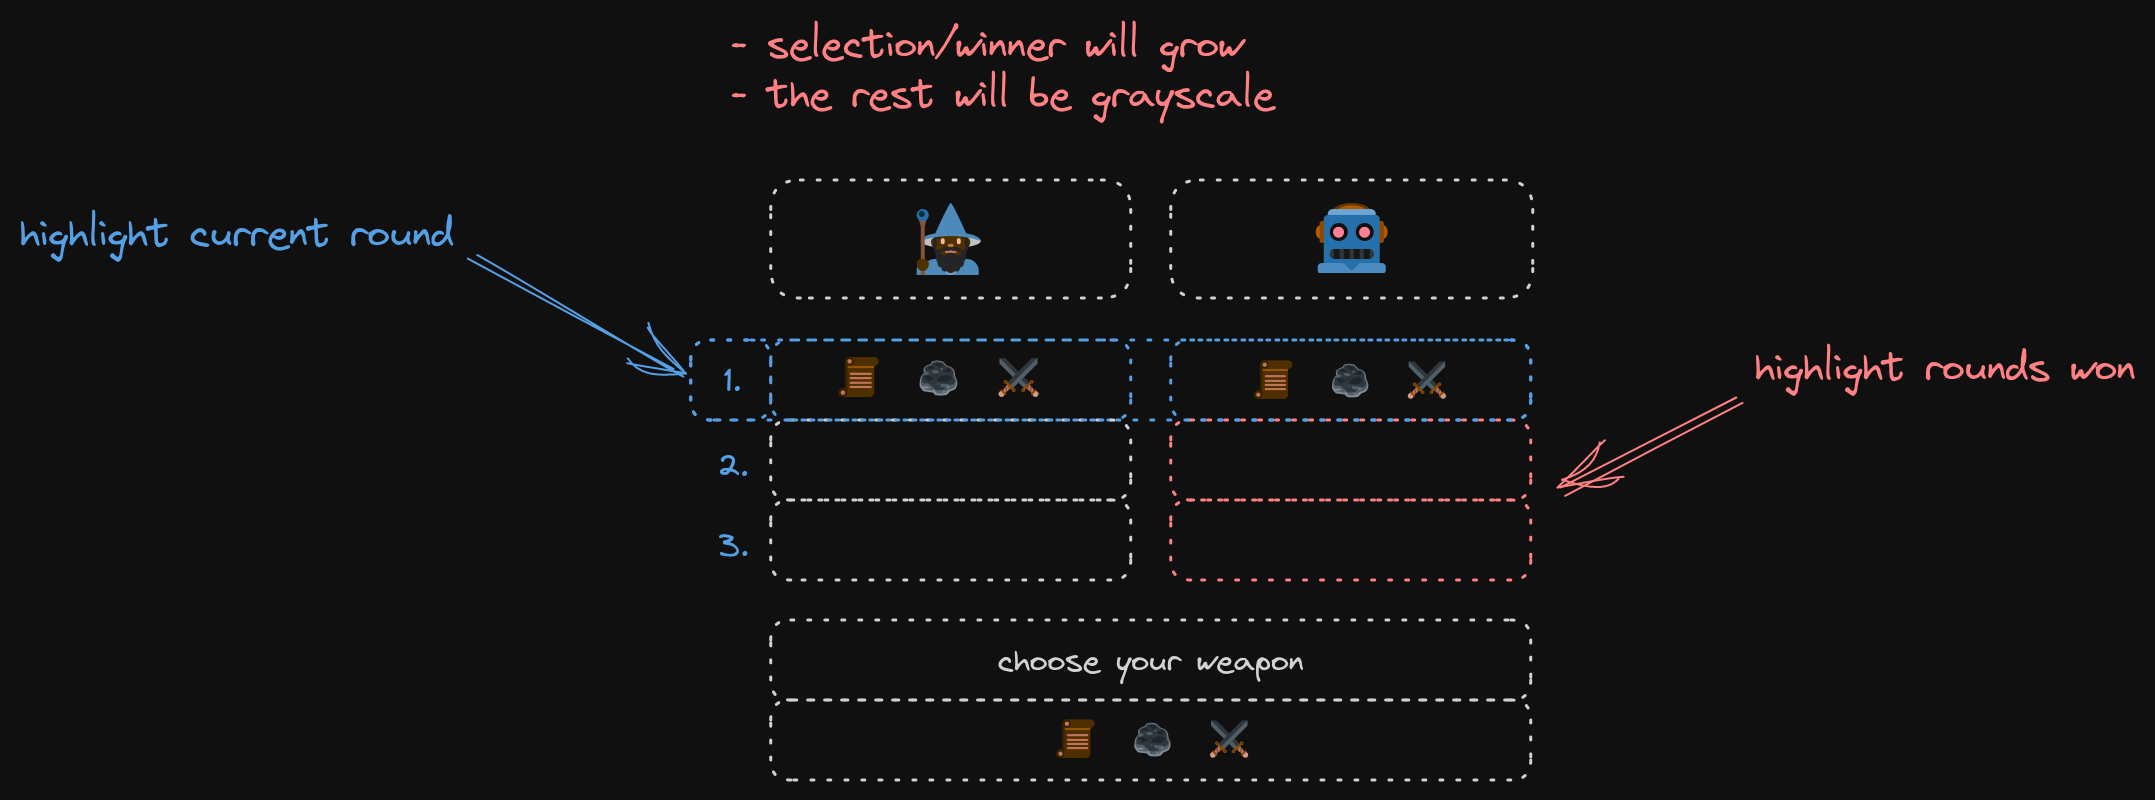 - selection/winner will grow
- the rest will be grayscale
highlight current round
highlight rounds won
1.
2.
3.
choose your weapon